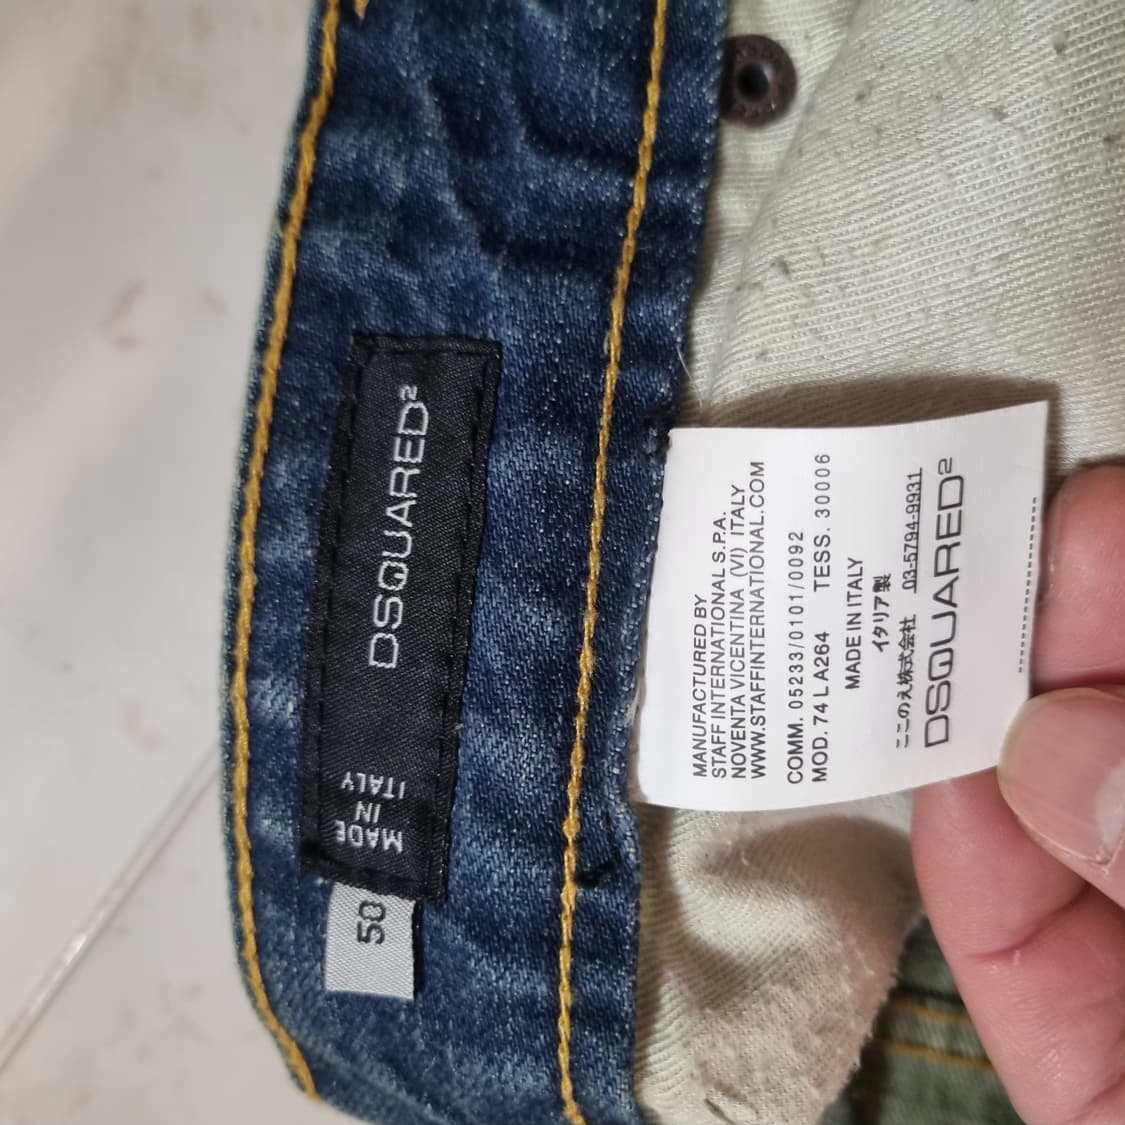 DSQUARED²
MADE
IN
ITALY
50
MANUFACTURED BY
STAFF INTERNATIONAL S.P.A.
NOVENTA VICENTINA (VI) ITALY
WWW.STAFFINTERNATIONAL.COM
COMM. 05233/0101/0092
MOD. 74 LA264 TESS. 30006
MADE IN ITALY
イタリア製
ここのえ株式会社 03-5794-9931
DSQUARED²